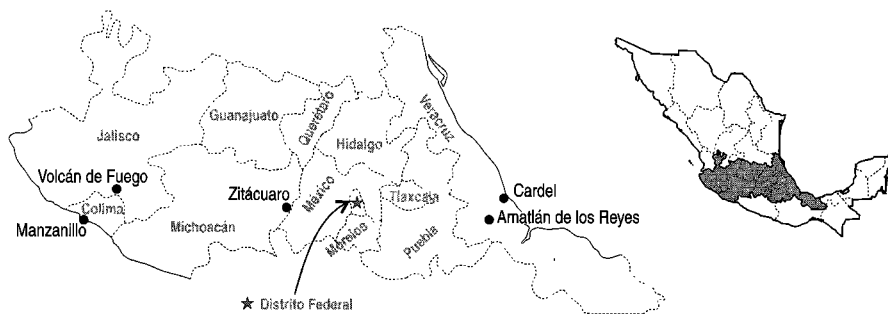 Jalisco
Guanajuato
Querétaro
Hidalgo
Veracruz
Volcán de Fuego
Colima
Manzanillo
Michoacán
Zitácuaro
México
Tlaxcala
Morelos
Puebla
Cardel
Amatlán de los Reyes
Distrito Federal